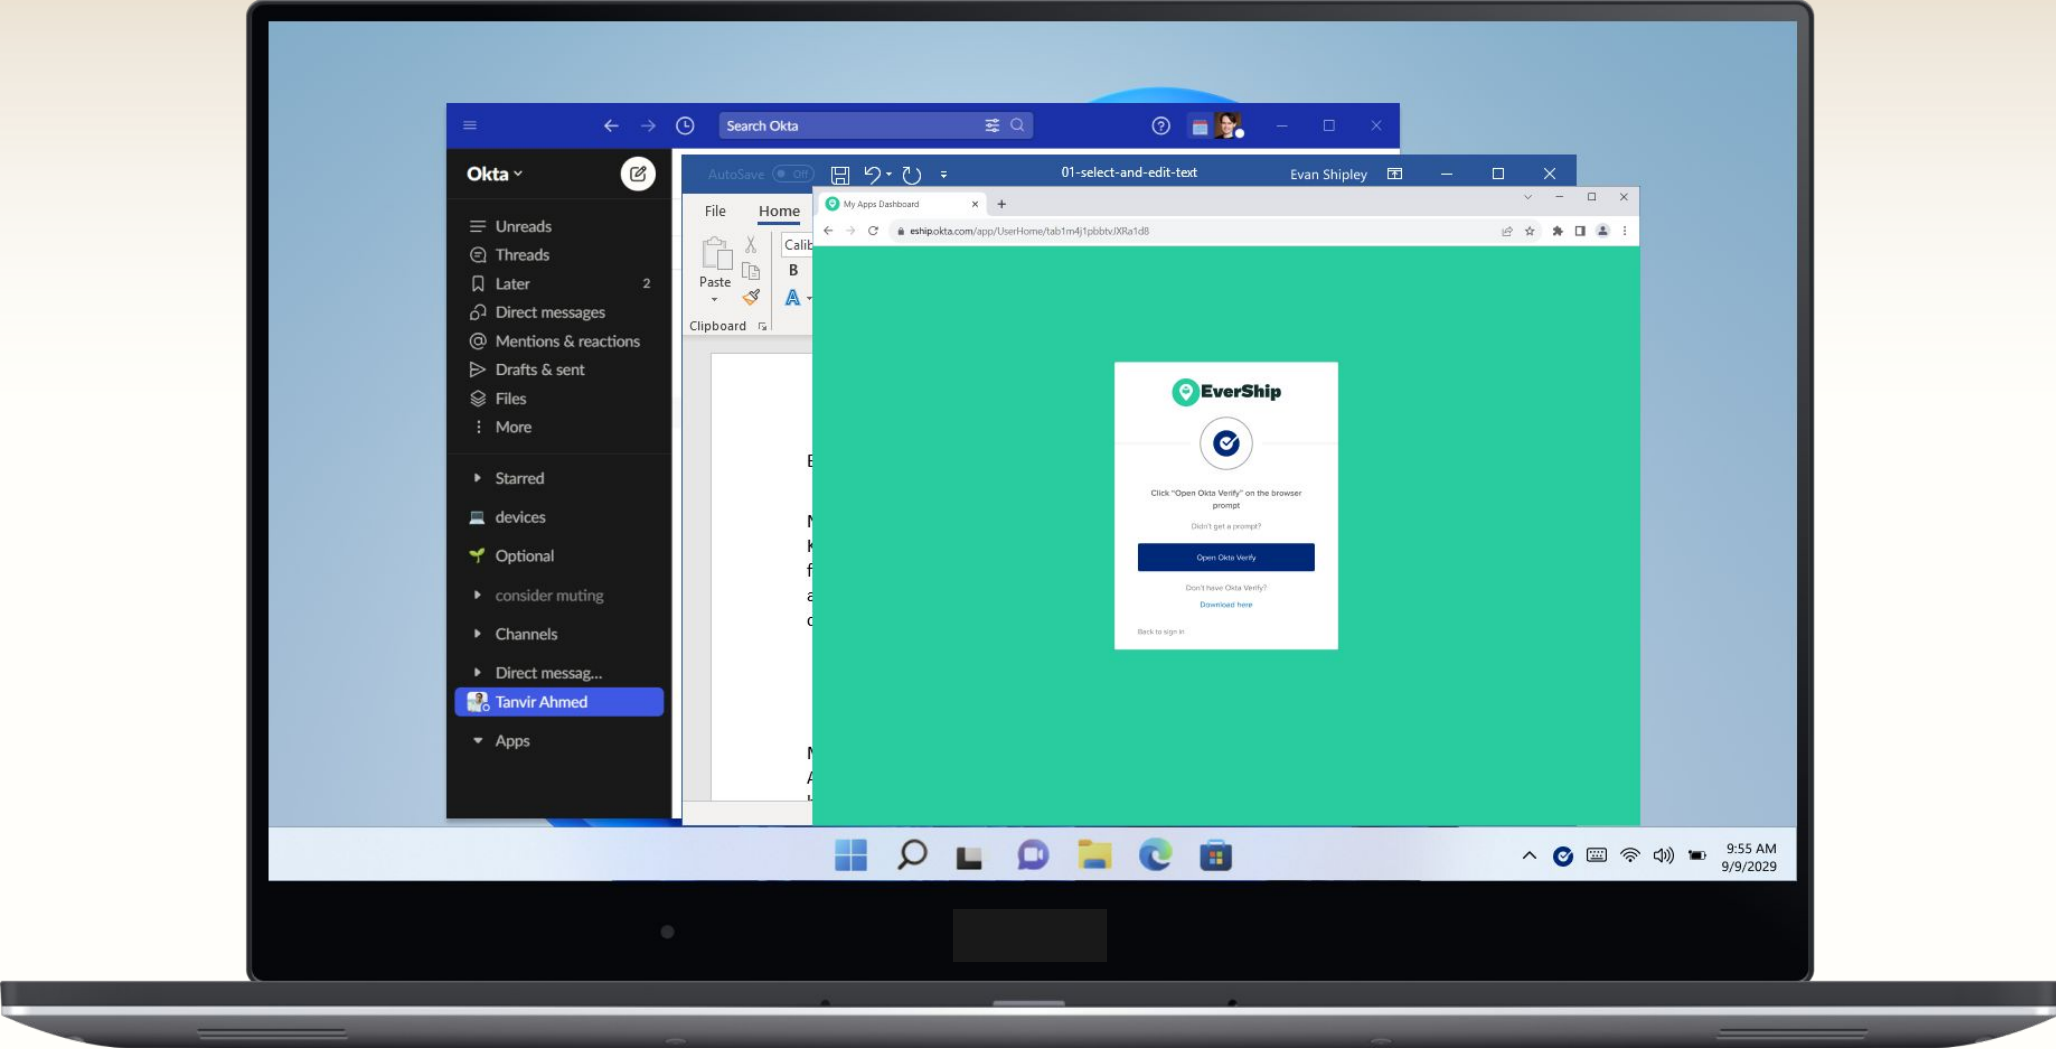 Search Okta
Okta
Unreads
Threads
Later 2
Direct messages
Mentions & reactions
Drafts & sent
Files
More
Starred
devices
Optional
consider muting
Channels
Direct messag...
Tanvir Ahmed
Apps
AutoSave Off
01-select-and-edit-text
Evan Shipley
File Home
Calib
Paste
B
A
Clipboard
My Apps Dashboard
eship.okta.com/app/UserHome/
EverShip
Click "Open Okta Verify" on the browser
prompt
Didn't get a prompt?
Open Okta Verify
Don't have Okta Verify?
Download here
Back to sign in
9:55 AM
9/9/2029